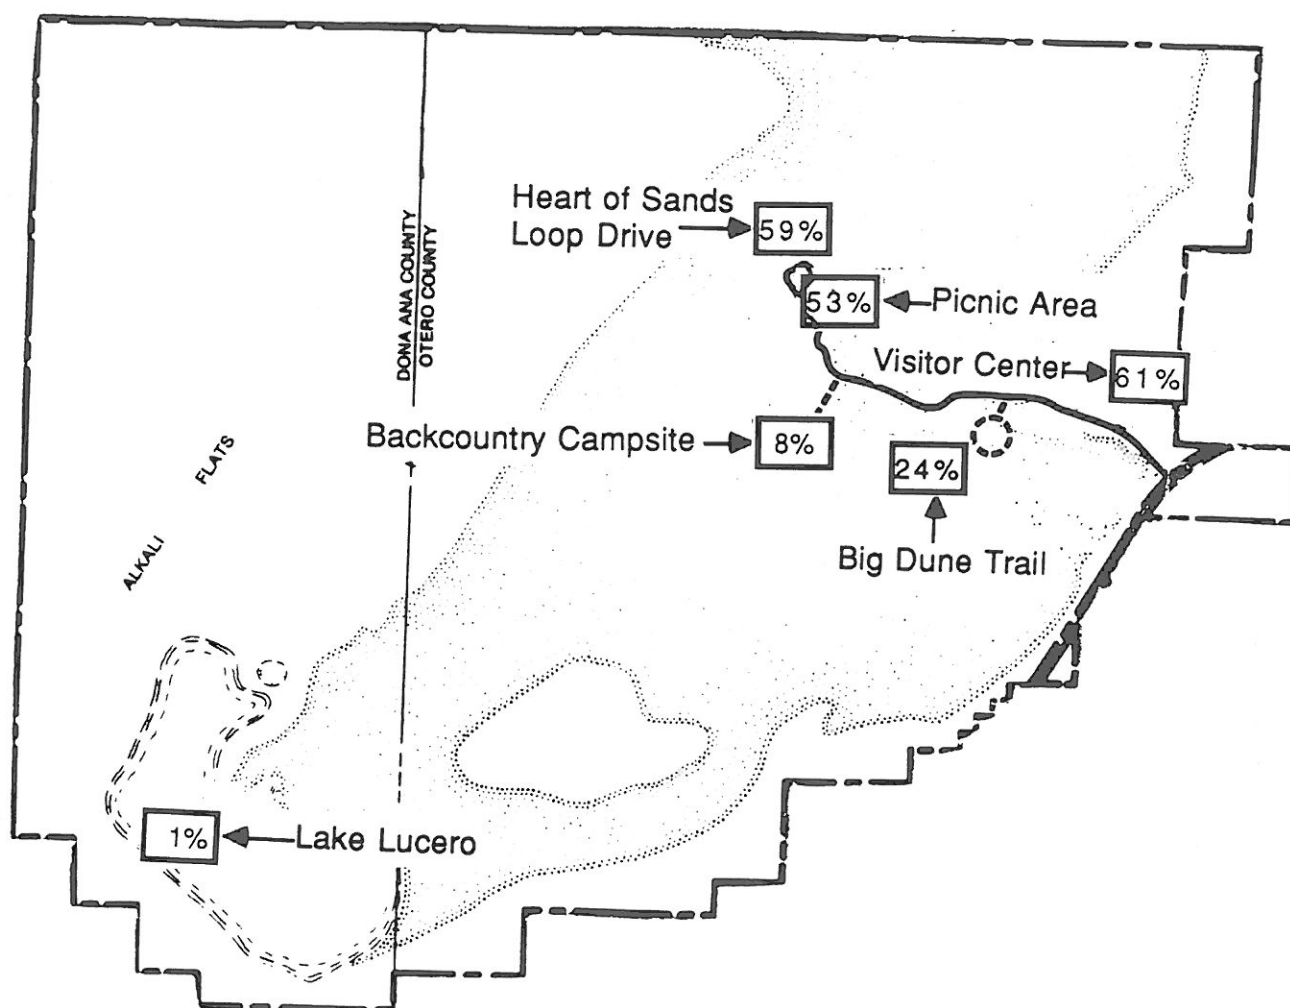 Heart of Sands
Loop Drive
59%
53%
Picnic Area
Visitor Center
61%
DONA ANA COUNTY
OTERO COUNTY
Backcountry Campsite
8%
24%
Big Dune Trail
ALKALI
FLATS
1%
Lake Lucero